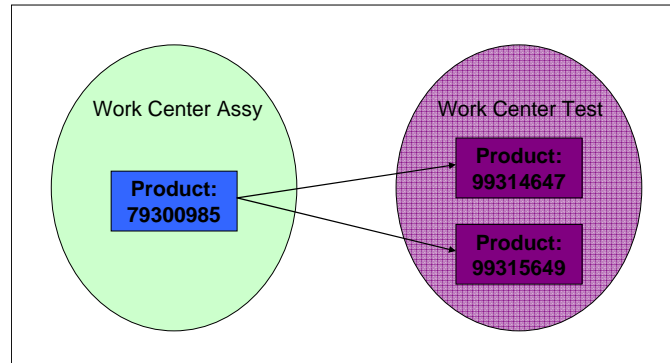 Work Center Assy
Product:
79300985
Work Center Test
Product:
99314647
Product:
99315649